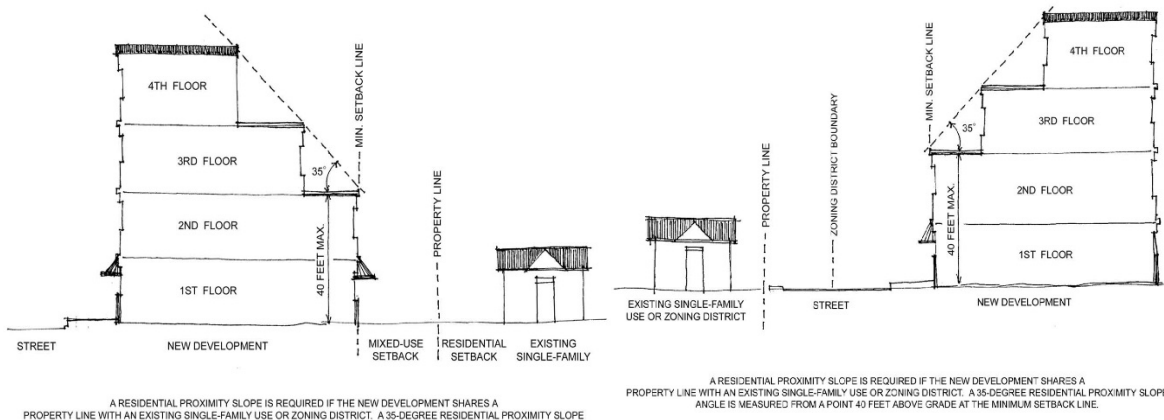 4TH FLOOR
3RD FLOOR
35°
MIN. SETBACK LINE
2ND FLOOR
40 FEET MAX.
PROPERTY LINE
1ST FLOOR
STREET
NEW DEVELOPMENT
MIXED-USE
SETBACK
RESIDENTIAL
SETBACK
EXISTING
SINGLE-FAMILY
A RESIDENTIAL PROXIMITY SLOPE IS REQUIRED IF THE NEW DEVELOPMENT SHARES A
PROPERTY LINE WITH AN EXISTING SINGLE-FAMILY USE OR ZONING DISTRICT. A 35-DEGREE RESIDENTIAL PROXIMITY SLOPE
4TH FLOOR
MIN. SETBACK LINE
3RD FLOOR
35°
PROPERTY LINE
ZONING DISTRICT BOUNDARY
2ND FLOOR
40 FEET MAX.
1ST FLOOR
EXISTING SINGLE-FAMILY
USE OR ZONING DISTRICT
STREET
NEW DEVELOPMENT
A RESIDENTIAL PROXIMITY SLOPE IS REQUIRED IF THE NEW DEVELOPMENT SHARES A
PROPERTY LINE WITH AN EXISTING SINGLE-FAMILY USE OR ZONING DISTRICT. A 35-DEGREE RESIDENTIAL PROXIMITY SLOP
ANGLE IS MEASURED FROM A POINT 40 FEET ABOVE GRADE AT THE MINIMUM SETBACK LINE.